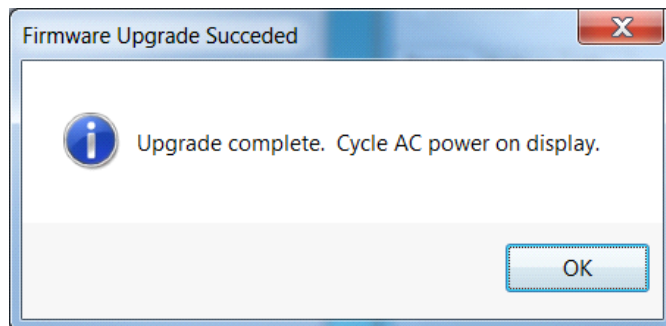 Firmware Upgrade Succeded
Upgrade complete.  Cycle AC power on display.
OK